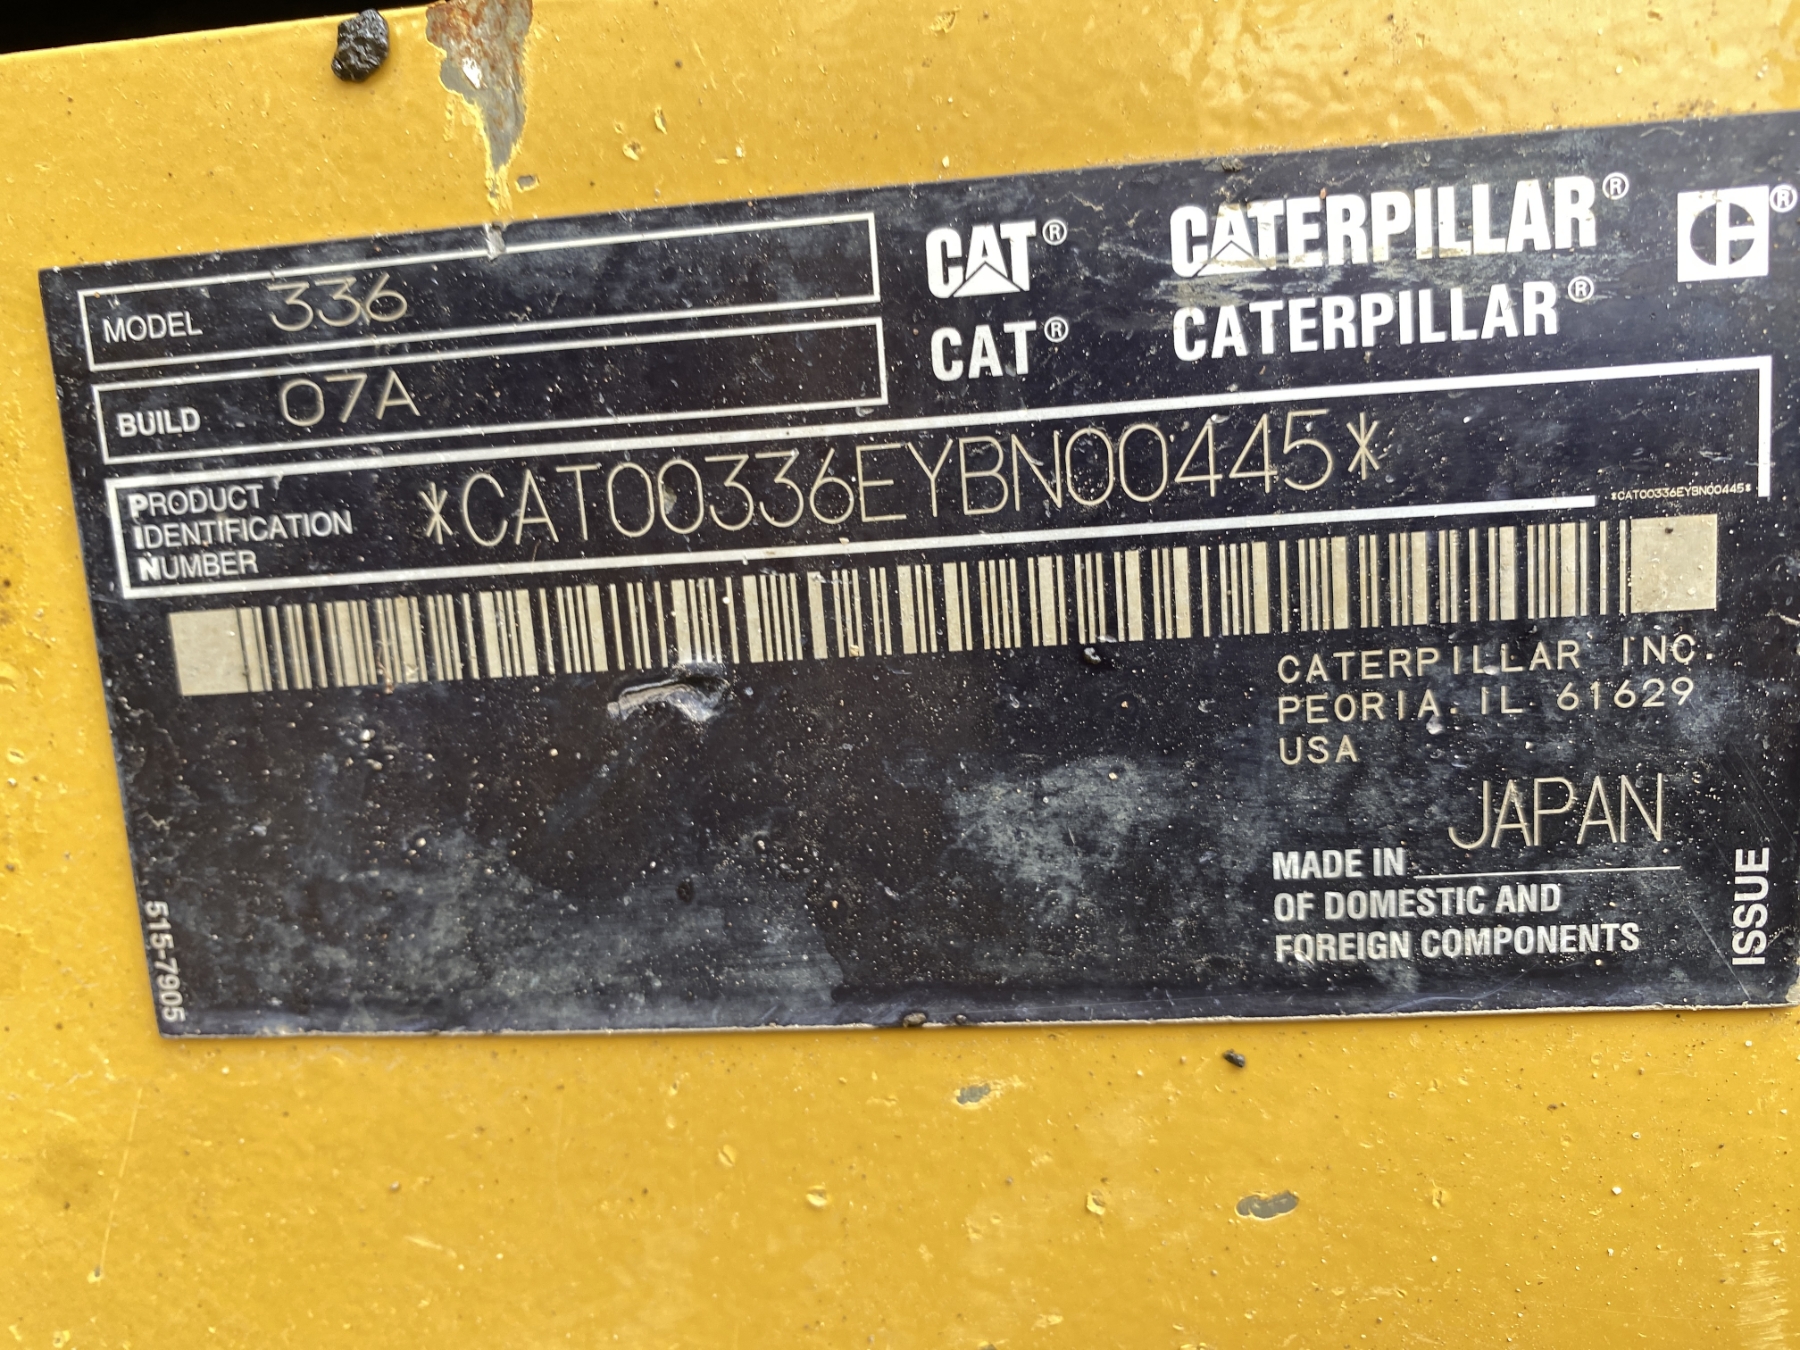 MODEL 336
BUILD 07A
CAT® CATERPILLAR® ®
CAT® CATERPILLAR®
PRODUCT IDENTIFICATION NUMBER *CAT00336EYBN00445*
*CAT00336EYBN00445*
CATERPILLAR INC.
PEORIA, IL 61629
USA
MADE IN JAPAN
OF DOMESTIC AND
FOREIGN COMPONENTS
ISSUE
515-7905